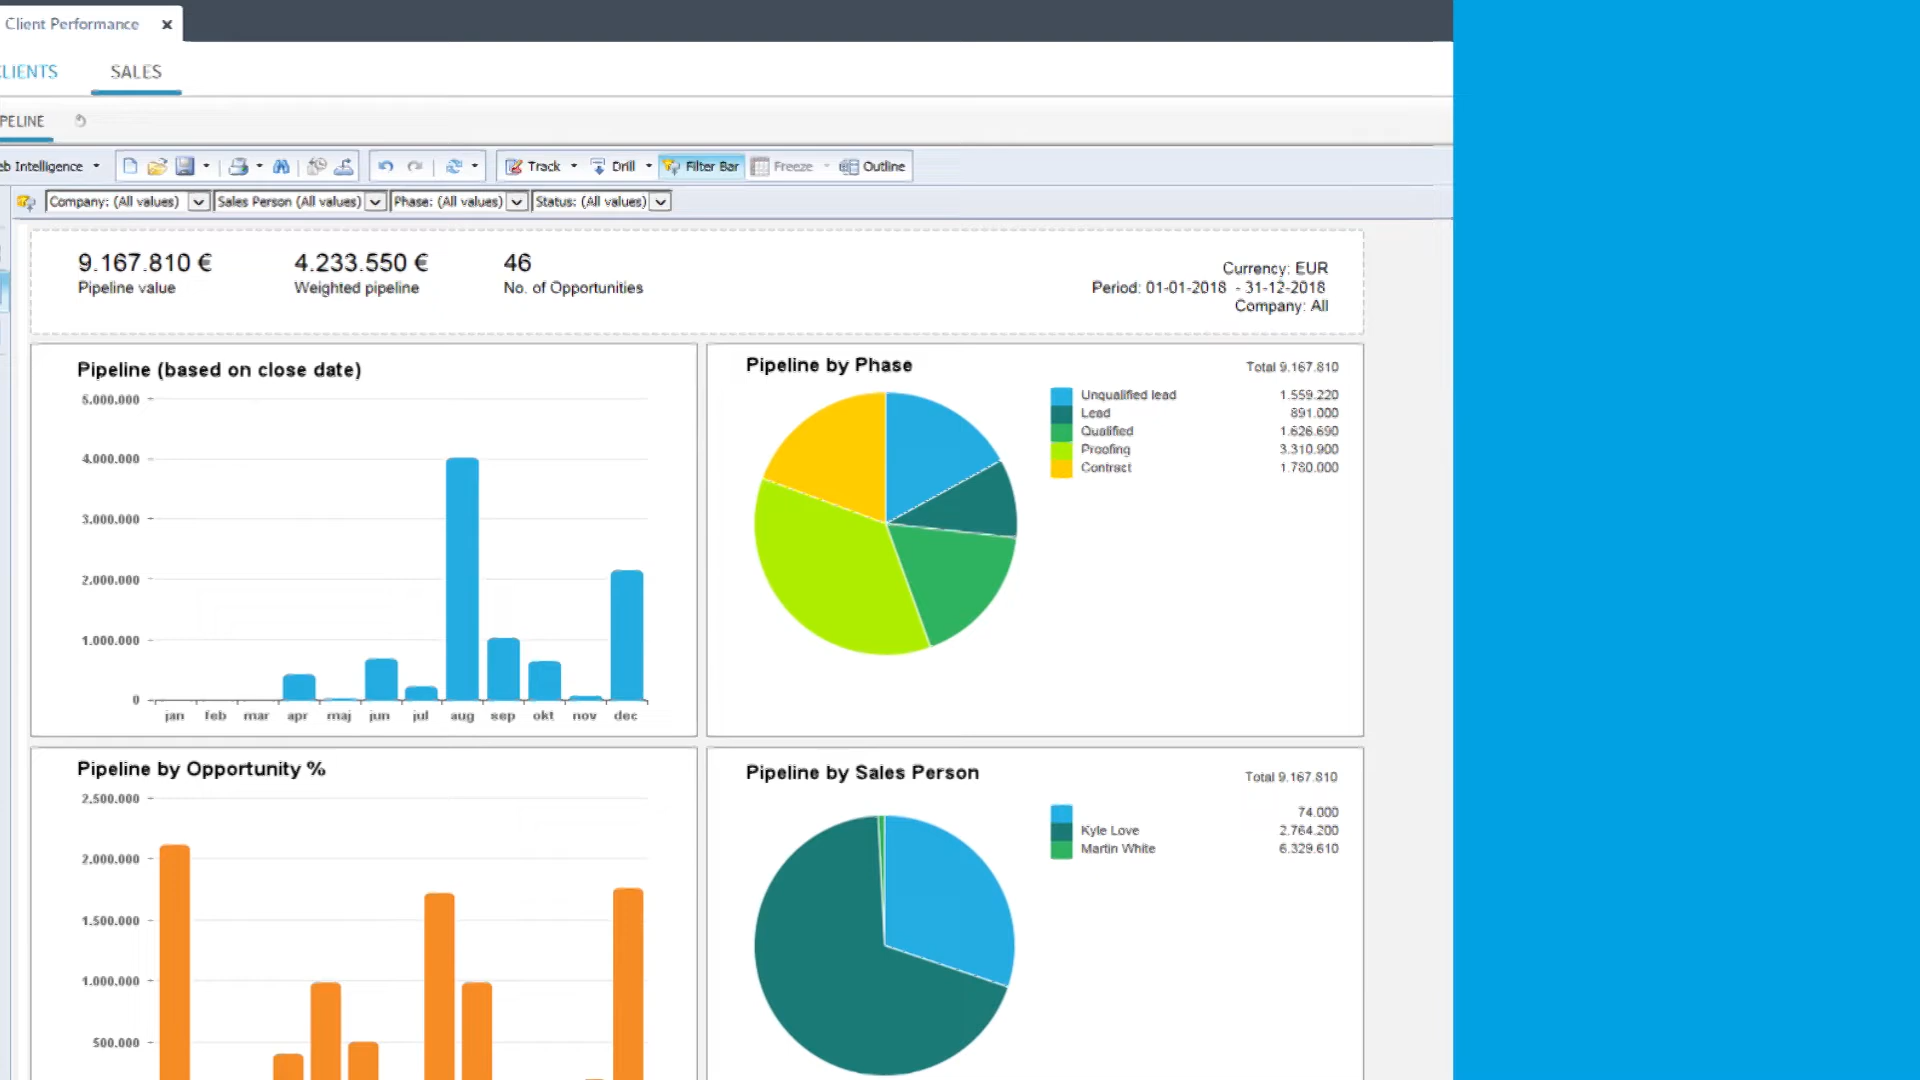 Client Performance
CLIENTS SALES
PELINE
eb Intelligence Track Drill Filter Bar Freeze Outline
Company: (All values) Sales Person (All values) Phase: (All values) Status: (All values)
9.167.810 € 4.233.550 € 46
Pipeline value Weighted pipeline No. of Opportunities
Currency: EUR
Period: 01-01-2018 - 31-12-2018
Company: All
Pipeline (based on close date)
5.000.000
4.000.000
3.000.000
2.000.000
1.000.000
0
jan feb mar apr maj jun jul aug sep okt nov dec
Pipeline by Phase
Total 9.167.810
Unqualified lead 1.559.220
Lead 891.000
Qualified 1.626.690
Proofing 3.310.900
Contract 1.780.000
Pipeline by Opportunity %
2.500.000
2.000.000
1.500.000
1.000.000
500.000
Pipeline by Sales Person
Total 9.167.810
74.000
Kyle Love 2.764.200
Martin White 6.329.610